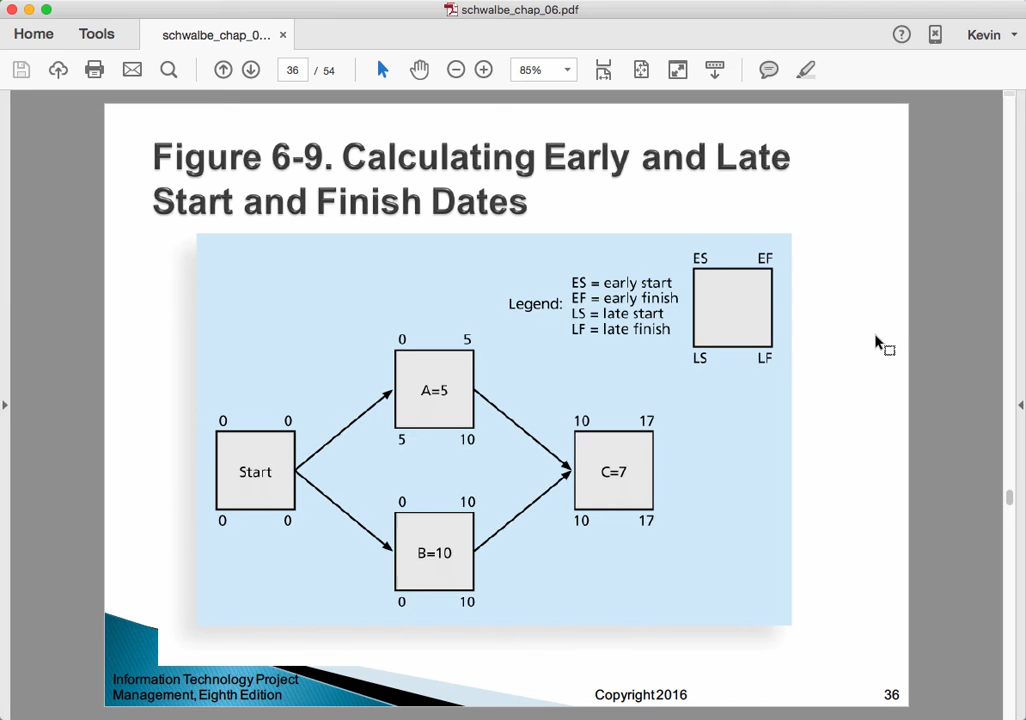 schwalbe_chap_06.pdf
Home Tools schwalbe_chap_0... × Kevin
36 / 54 85%
Figure 6-9. Calculating Early and Late
Start and Finish Dates
ES EF
Legend:
ES = early start
EF = early finish
LS = late start
LF = late finish
LS LF
0 5
A=5
5 10
0 0
Start
0 0
10 17
C=7
10 17
0 10
B=10
0 10
Information Technology Project
Management, Eighth Edition
Copyright 2016
36